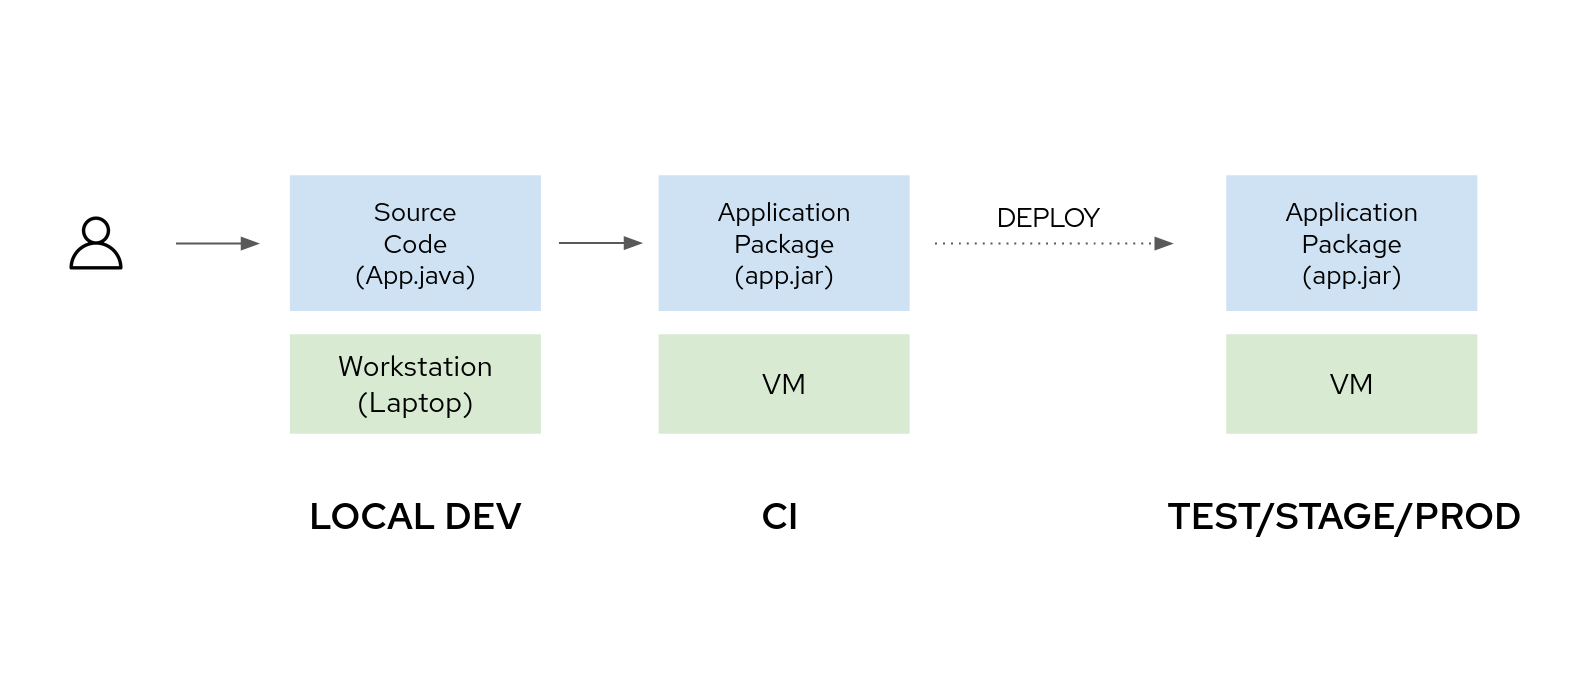 Source
Code
(App.java)
Application
Package
(app.jar)
DEPLOY
Application
Package
(app.jar)
Workstation
(Laptop)
VM
VM
LOCAL DEV
CI
TEST/STAGE/PROD